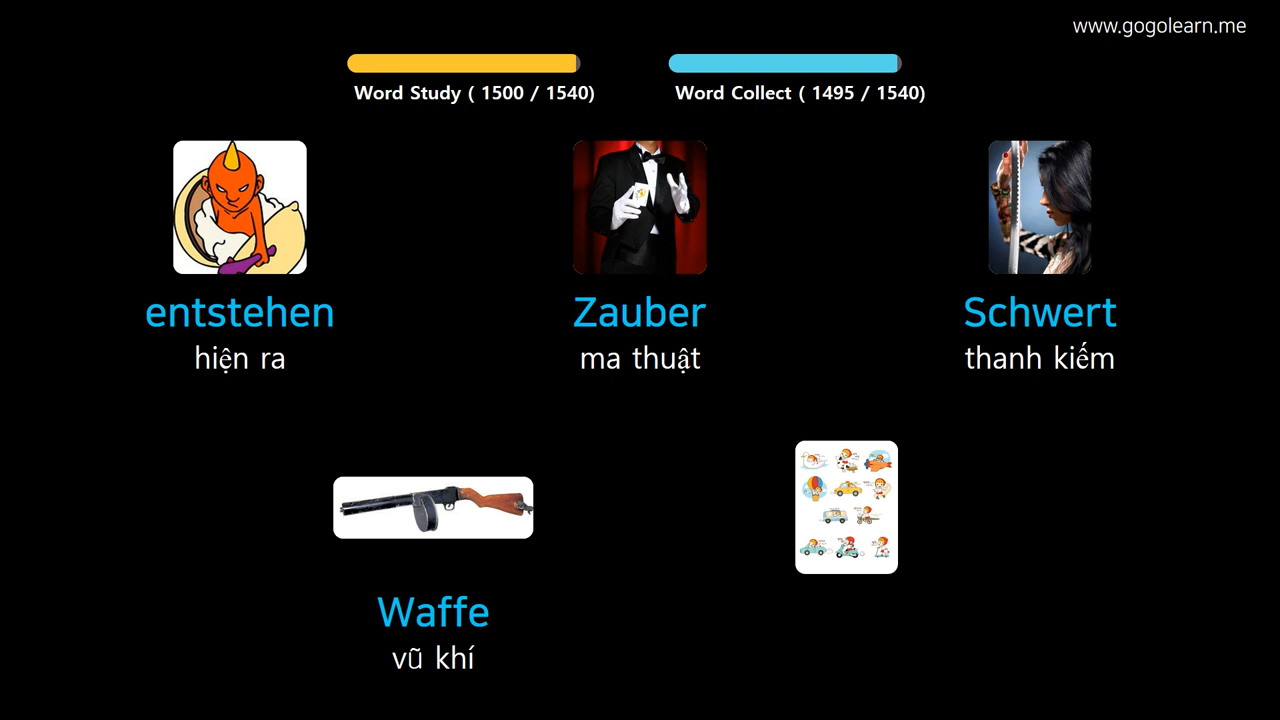 www.gogolearn.me
Word Study ( 1500 / 1540)
Word Collect ( 1495 / 1540)
entstehen
hiện ra
Zauber
ma thuật
Schwert
thanh kiếm
Waffe
vũ khí